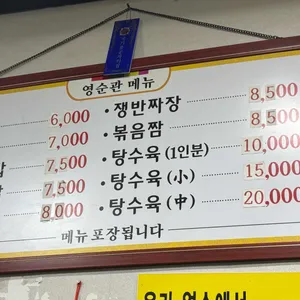 영순관 메뉴
6,000
7,000
7,500
7,500
8,000
·쟁반짜장 8,500
·볶음짬 8,500
·탕수육 (1인분) 10,000
·탕수육 (小) 15,000
·탕수육 (中) 20,000
메뉴 포장됩니다